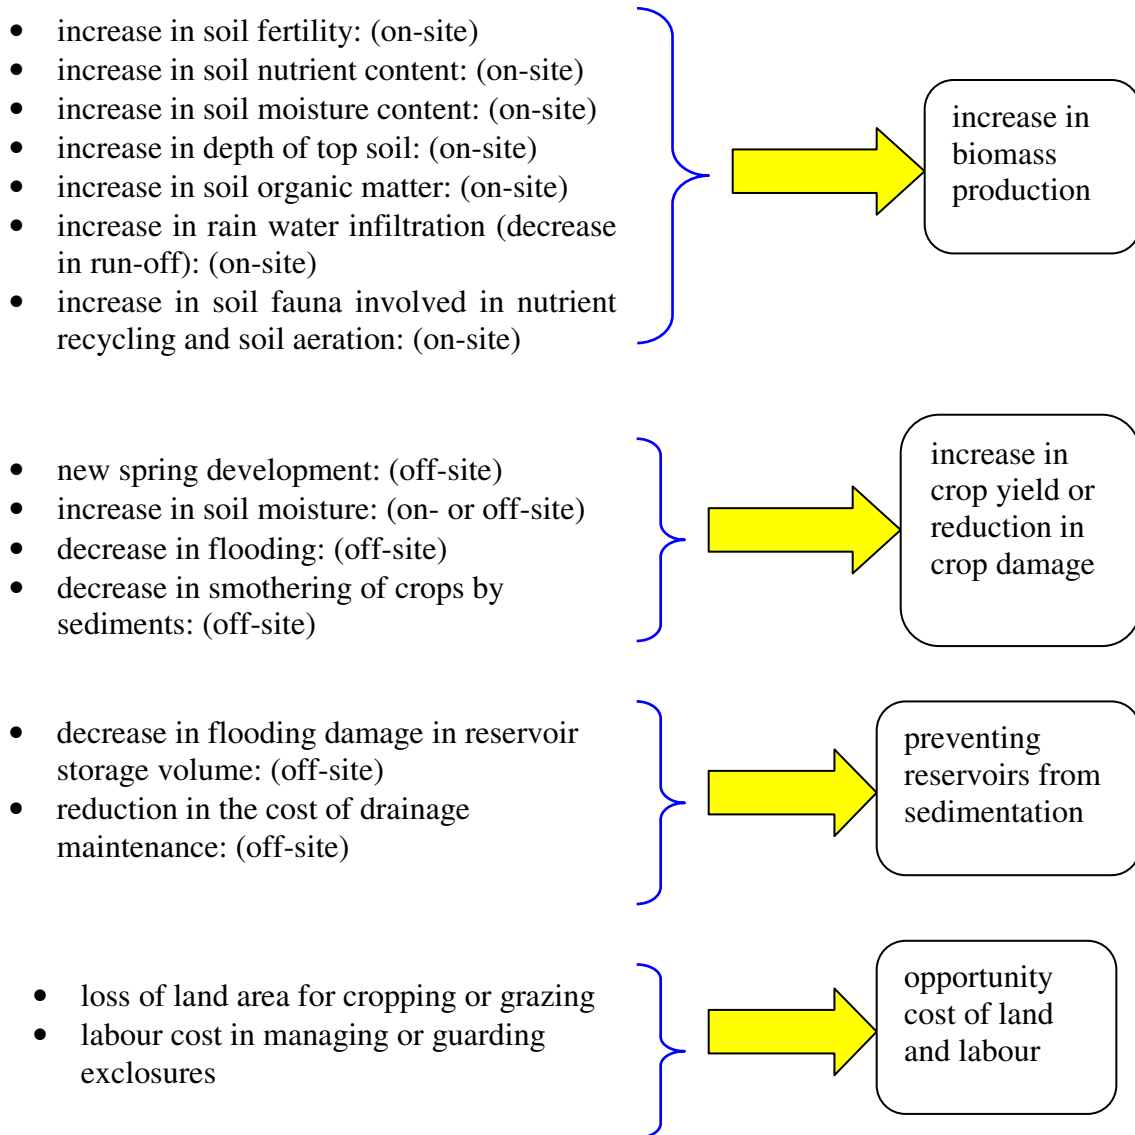 • increase in soil fertility: (on-site)
• increase in soil nutrient content: (on-site)
• increase in soil moisture content: (on-site)
• increase in depth of top soil: (on-site)
• increase in soil organic matter: (on-site)
• increase in rain water infiltration (decrease
in run-off): (on-site)
• increase in soil fauna involved in nutrient
recycling and soil aeration: (on-site)
increase in
biomass
production
• new spring development: (off-site)
• increase in soil moisture: (on- or off-site)
• decrease in flooding: (off-site)
• decrease in smothering of crops by
sediments: (off-site)
increase in
crop yield or
reduction in
crop damage
• decrease in flooding damage in reservoir
storage volume: (off-site)
• reduction in the cost of drainage
maintenance: (off-site)
preventing
reservoirs from
sedimentation
• loss of land area for cropping or grazing
• labour cost in managing or guarding
exclosures
opportunity
cost of land
and labour